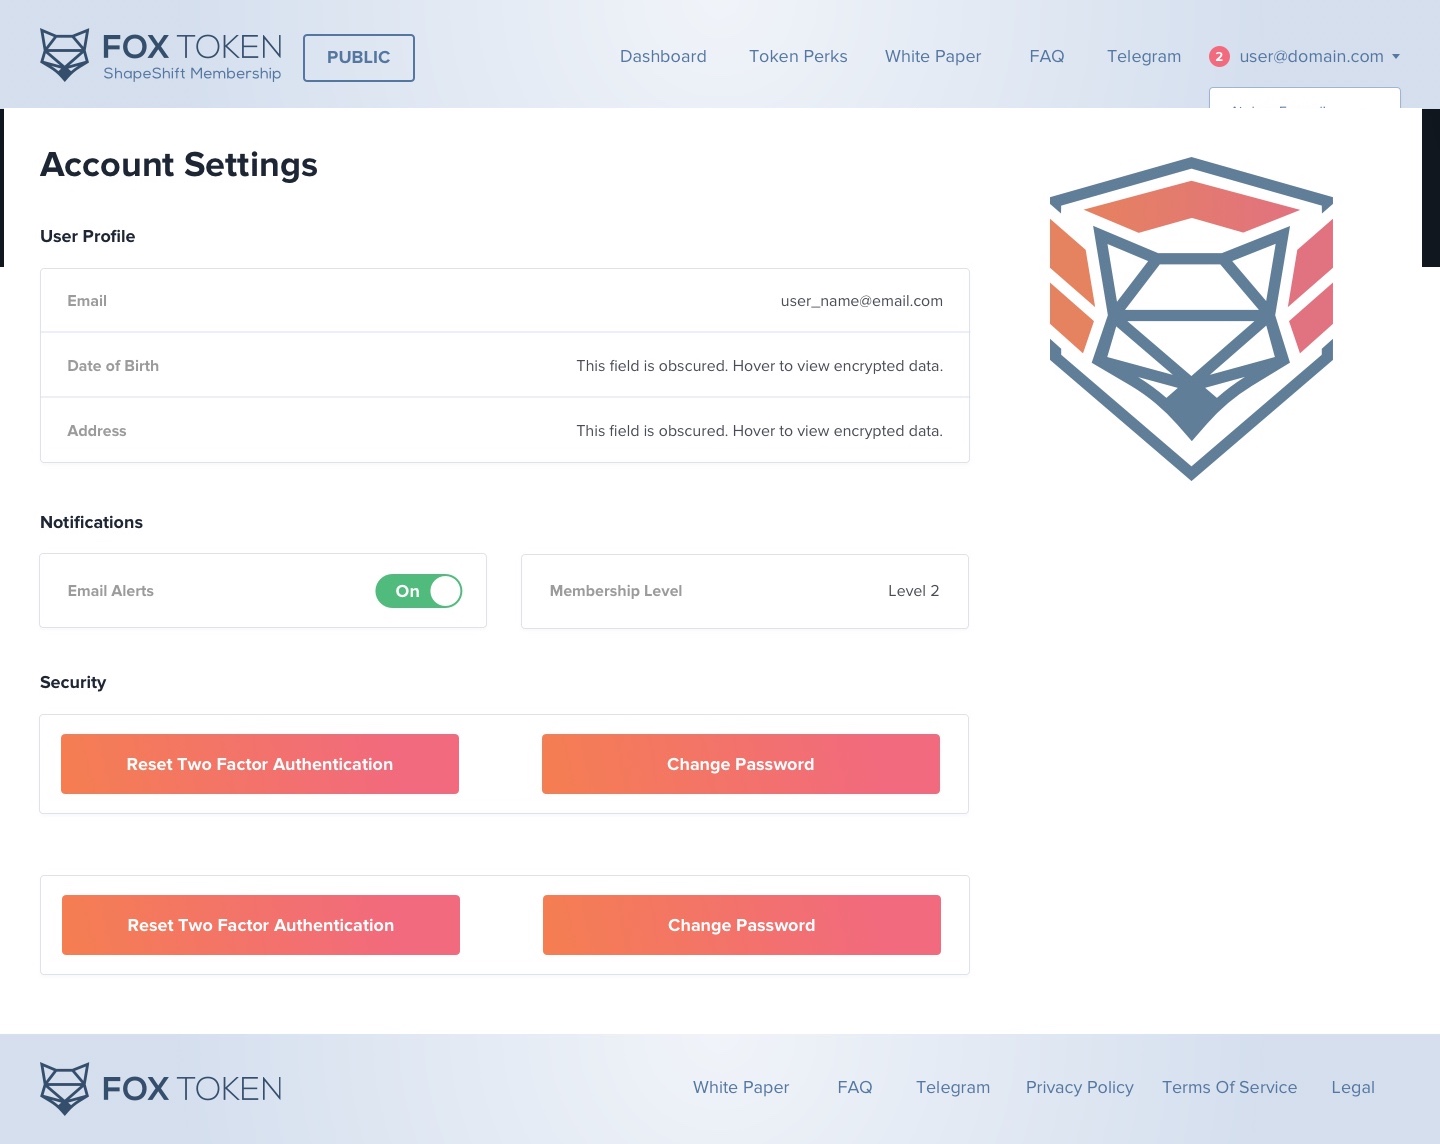 FOX TOKEN
ShapeShift Membership
PUBLIC
Dashboard
Token Perks
White Paper
FAQ
Telegram
2
user@domain.com
Account Settings
User Profile
Email
user_name@email.com
Date of Birth
This field is obscured. Hover to view encrypted data.
Address
This field is obscured. Hover to view encrypted data.
Notifications
Email Alerts
On
Membership Level
Level 2
Security
Reset Two Factor Authentication
Change Password
Reset Two Factor Authentication
Change Password
FOX TOKEN
White Paper
FAQ
Telegram
Privacy Policy
Terms Of Service
Legal